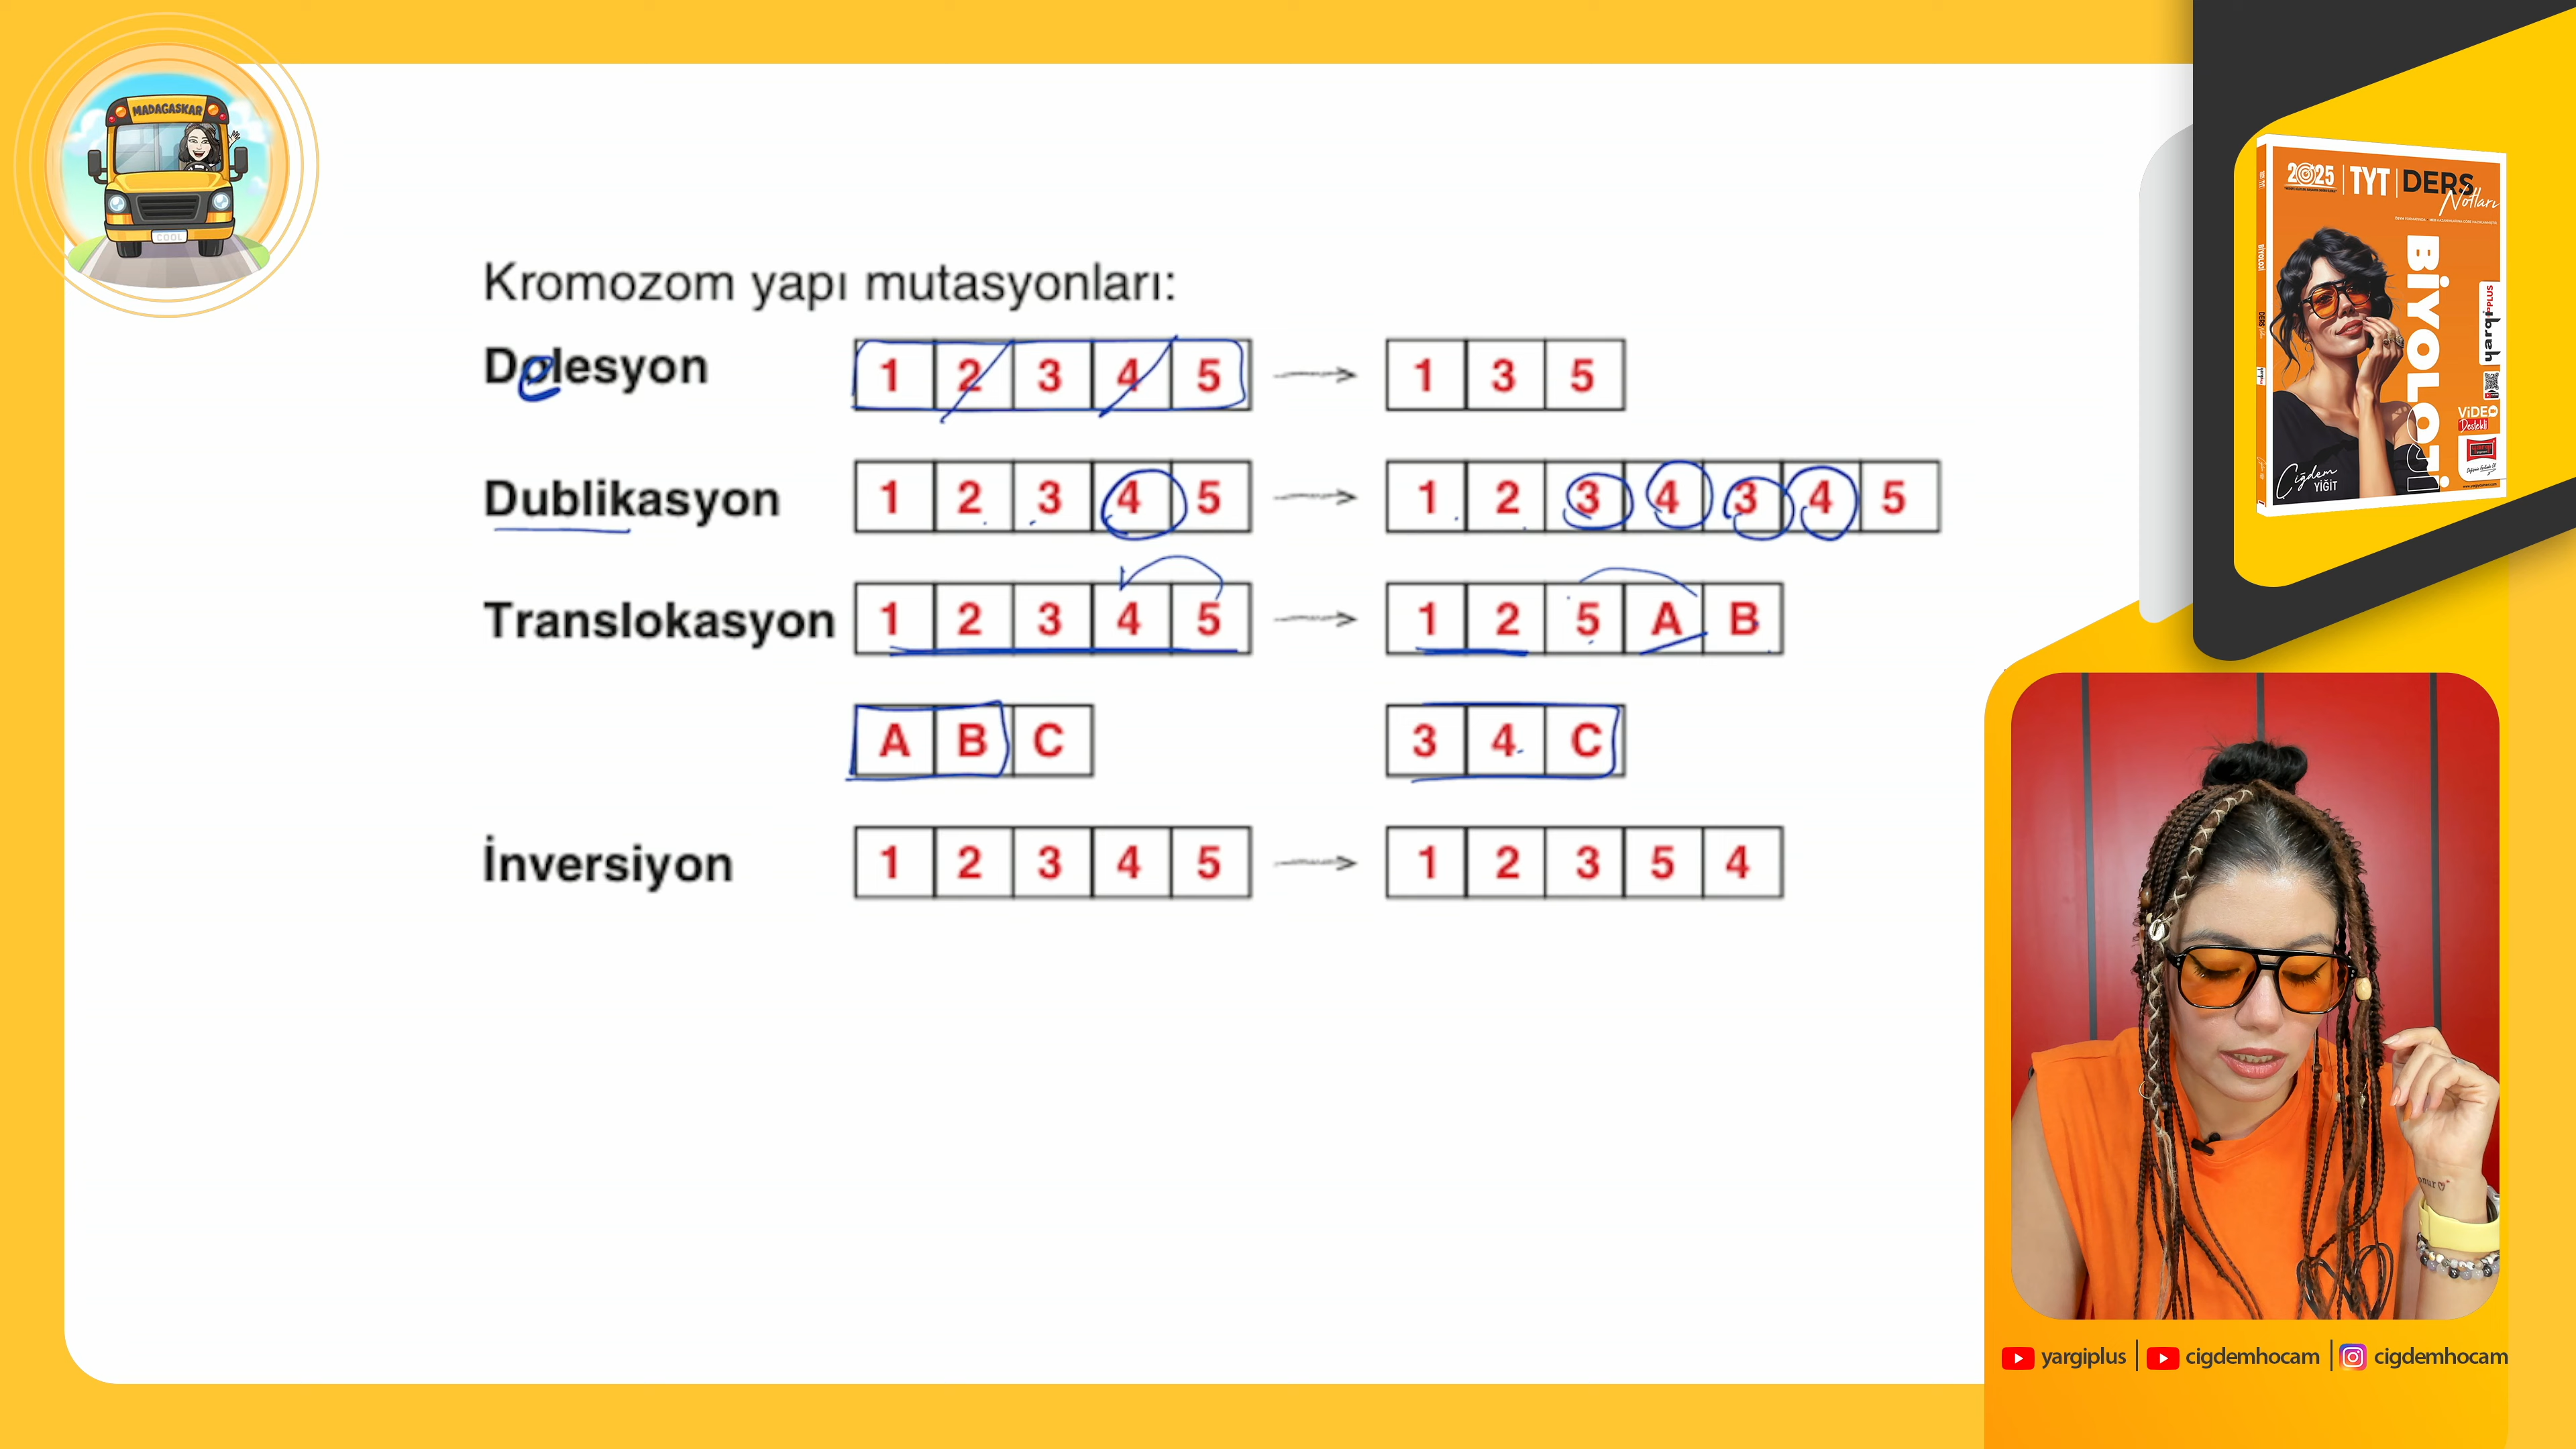 MADAGASKAR
COOL
Kromozom yapı mutasyonları:
Dolesyon 1 2 3 4 5 → 1 3 5
e
Dublikasyon 1 2 3 4 5 → 1 2 3 4 3 4 5
Translokasyon 1 2 3 4 5 → 1 2 5 A B
A B C 3 4 C
İnversiyon 1 2 3 4 5 → 1 2 3 5 4
2025 TYT DERS Notları
BİYOLOJİ
yargı PLUS
VİDEO
Destekli
Çiğdem YİĞİT
yargiplus | cigdemhocam | cigdemhocam